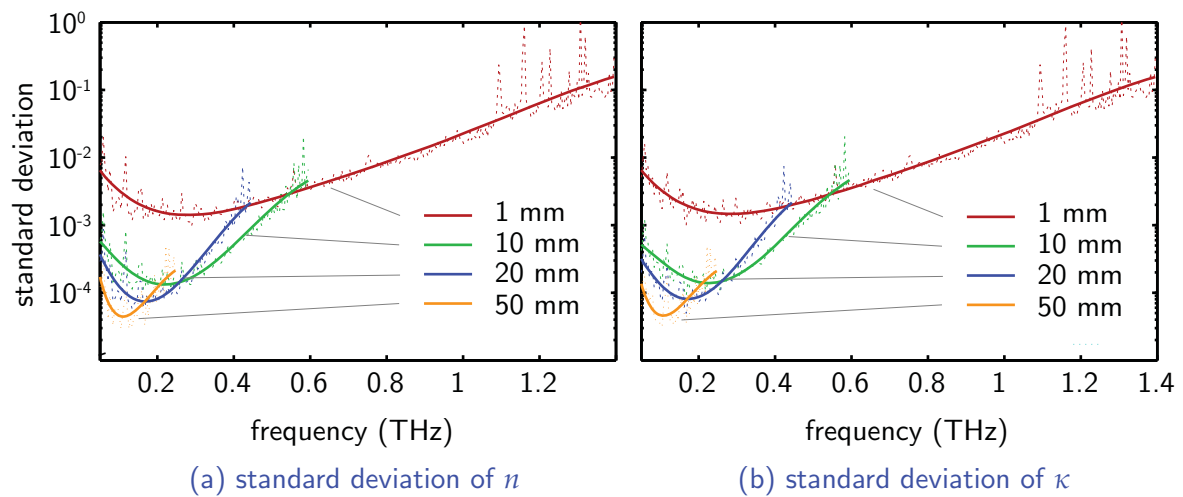 10^0
10^-1
10^-2
10^-3
10^-4
standard deviation
1 mm
10 mm
20 mm
50 mm
0.2 0.4 0.6 0.8 1 1.2
frequency (THz)
(a) standard deviation of n
1 mm
10 mm
20 mm
50 mm
0.2 0.4 0.6 0.8 1 1.2 1.4
frequency (THz)
(b) standard deviation of κ